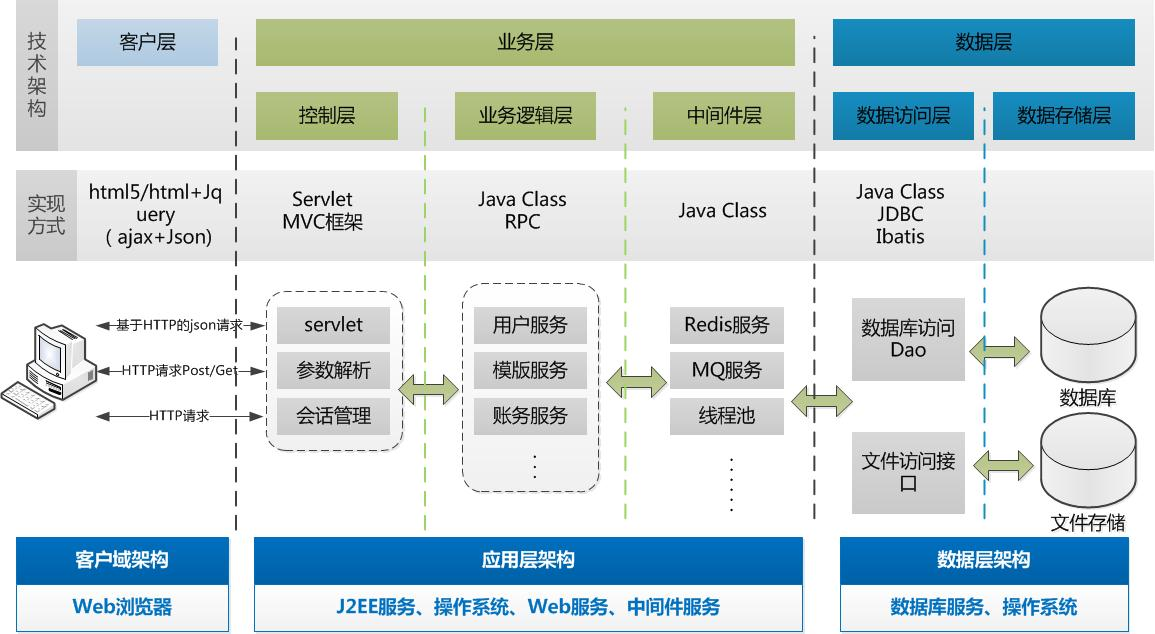 技
术
架
构
客户层
业务层
数据层
控制层
业务逻辑层
中间件层
数据访问层
数据存储层
实现
方式
html5/html+Jq
uery
( ajax+Json)
Servlet
MVC框架
Java Class
RPC
Java Class
Java Class
JDBC
Ibatis
基于HTTP的json请求
HTTP请求Post/Get
HTTP请求
servlet
参数解析
会话管理
用户服务
模版服务
账务服务
Redis服务
MQ服务
线程池
数据库访问
Dao
文件访问接
口
数据库
文件存储
客户域架构
Web浏览器
应用层架构
J2EE服务、操作系统、Web服务、中间件服务
数据层架构
数据库服务、操作系统